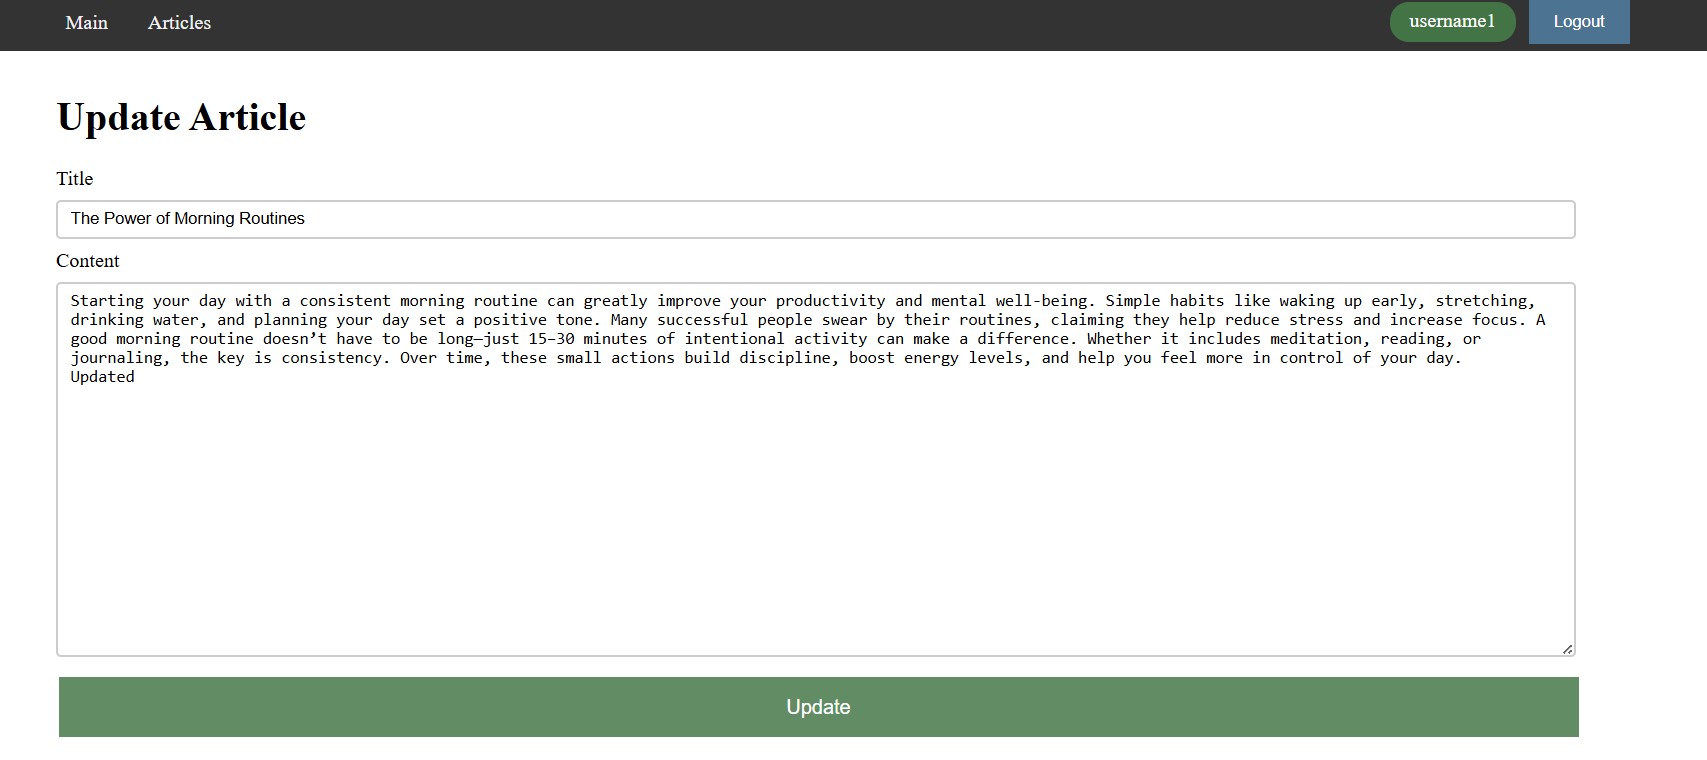 Main Articles username1 Logout
Update Article
Title
The Power of Morning Routines
Content
Starting your day with a consistent morning routine can greatly improve your productivity and mental well-being. Simple habits like waking up early, stretching,
drinking water, and planning your day set a positive tone. Many successful people swear by their routines, claiming they help reduce stress and increase focus. A
good morning routine doesn’t have to be long—just 15–30 minutes of intentional activity can make a difference. Whether it includes meditation, reading, or
journaling, the key is consistency. Over time, these small actions build discipline, boost energy levels, and help you feel more in control of your day.
Updated
Update